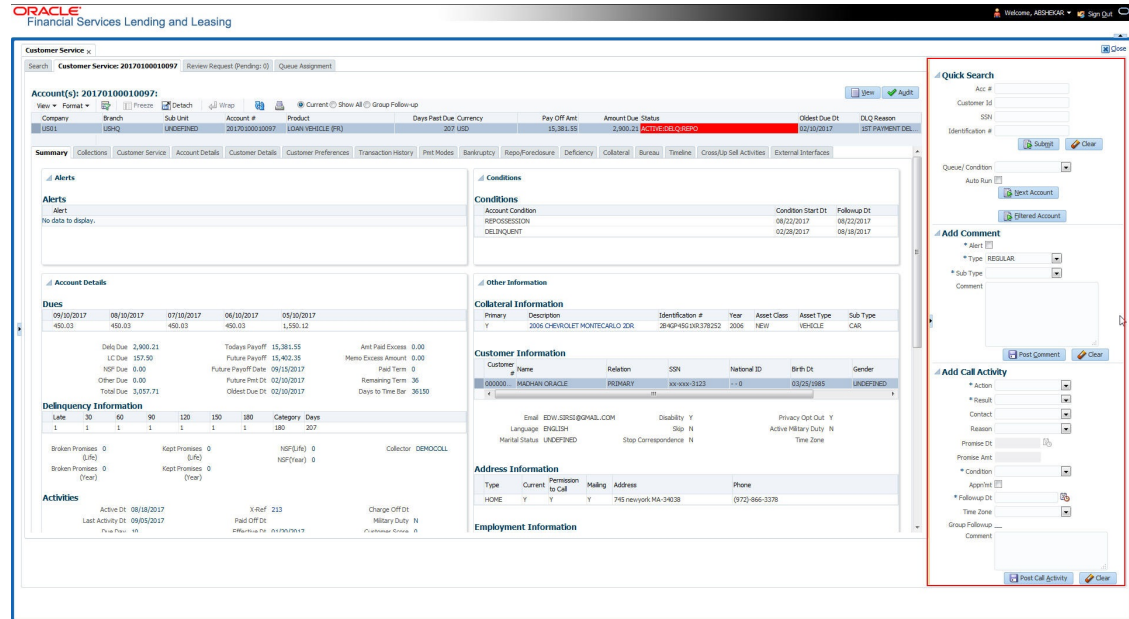 ORACLE
Financial Services Lending and Leasing
Welcome, ABSHEKAR Sign Out
Customer Service x
Close
Search Customer Service: 20170100010097 Review Request (Pending: 0) Queue Assignment
Account(s): 20170100010097:
View Audit
View Format Freeze Detach Wrap Current Show All Group Follow-up
Company Branch Sub Unit Account # Product Days Past Due Currency Pay Off Amt Amount Due Status Oldest Due Dt DLQ Reason
US01 USHQ UNDEFINED 20170100010097 LOAN VEHICLE (FR) 207 USD 15,381.55 2,900.21 ACTIVE:DELQ:REPO 02/10/2017 1ST PAYMENT DEL...
Summary Collections Customer Service Account Details Customer Details Customer Preferences Transaction History Pmt Modes Bankruptcy Repo/Foreclosure Deficiency Collateral Bureau Timeline Cross/Up Sell Activities External Interfaces
Alerts
Alerts
Alert
No data to display.
Conditions
Conditions
Account Condition Condition Start Dt Followup Dt
REPOSSESSION 08/22/2017 08/22/2017
DELINQUENT 02/28/2017 08/18/2017
Account Details
Dues
09/10/2017 08/10/2017 07/10/2017 06/10/2017 05/10/2017
450.03 450.03 450.03 450.03 1,550.12
Delq Due 2,900.21 Todays Payoff 15,381.55 Amt Paid Excess 0.00
LC Due 157.50 Future Payoff 15,402.35 Memo Excess Amount 0.00
NSF Due 0.00 Future Payoff Date 09/15/2017 Paid Term 0
Other Due 0.00 Future Pmt Dt 02/10/2017 Remaining Term 36
Total Due 3,057.71 Oldest Due Dt 02/10/2017 Days to Time Bar 36150
Delinquency Information
Late 30 60 90 120 150 180 Category Days
1 1 1 1 1 1 1 180 207
Broken Promises (Life) 0 Kept Promises (Life) 0 NSF(Life) 0 Collector DEMOCOLL
Broken Promises (Year) 0 Kept Promises (Year) 0 NSF(Year) 0
Activities
Active Dt 08/18/2017 X-Ref 213 Charge Off Dt
Last Activity Dt 09/05/2017 Paid Off Dt Military Duty N
Due Day 10 Effective Dt 01/20/2017 Customer Score 0
Other Information
Collateral Information
Primary Description Identification # Year Asset Class Asset Type Sub Type
Y 2006 CHEVROLET MONTECARLO 2DR 2B4GP45G1XR378252 2006 NEW VEHICLE CAR
Customer Information
Customer # Name Relation SSN National ID Birth Dt Gender
000000... MADHAN ORACLE PRIMARY xx-xxx-3123 --0 03/25/1985 UNDEFINED
Email EDW.SIRSI@GMAIL.COM Disability Y Privacy Opt Out Y
Language ENGLISH Skip N Active Military Duty N
Marital Status UNDEFINED Stop Correspondence N Time Zone
Address Information
Type Current Permission to Call Mailing Address Phone
HOME Y Y Y 745 newyork MA-34038 (972)-866-3378
Employment Information
Quick Search
Acc #
Customer Id
SSN
Identification #
Submit Clear
Queue/ Condition
Auto Run
Next Account
Filtered Account
Add Comment
* Alert
* Type REGULAR
* Sub Type
Comment
Post Comment Clear
Add Call Activity
* Action
* Result
Contact
Reason
Promise Dt
Promise Amt
* Condition
Appn'mt
* Followup Dt
Time Zone
Group Followup
Comment
Post Call Activity Clear